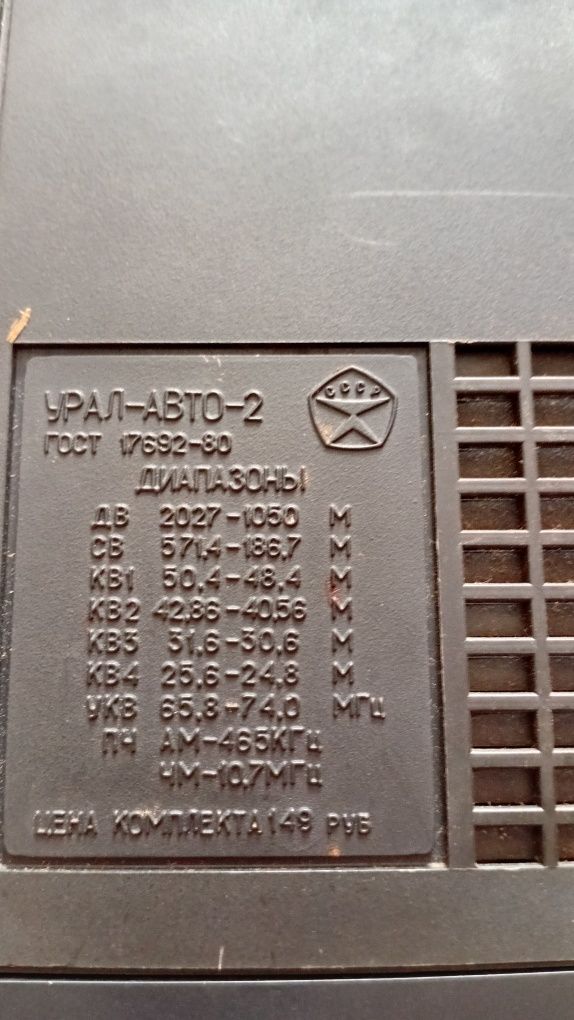 УРАЛ-АВТО-2
СССР
ГОСТ 17692-80
ДИАПАЗОНЫ
ДВ 2027-1050 М
СВ 571,4-186,7 М
КВ1 50,4-48,4 М
КВ2 42,86-40,56 М
КВ3 31,6-30,6 М
КВ4 25,6-24,8 М
УКВ 65,8-74,0 МГц
ПЧ АМ-465КГц
ЧМ-10,7МГц
ЦЕНА КОМПЛЕКТА 149 РУБ